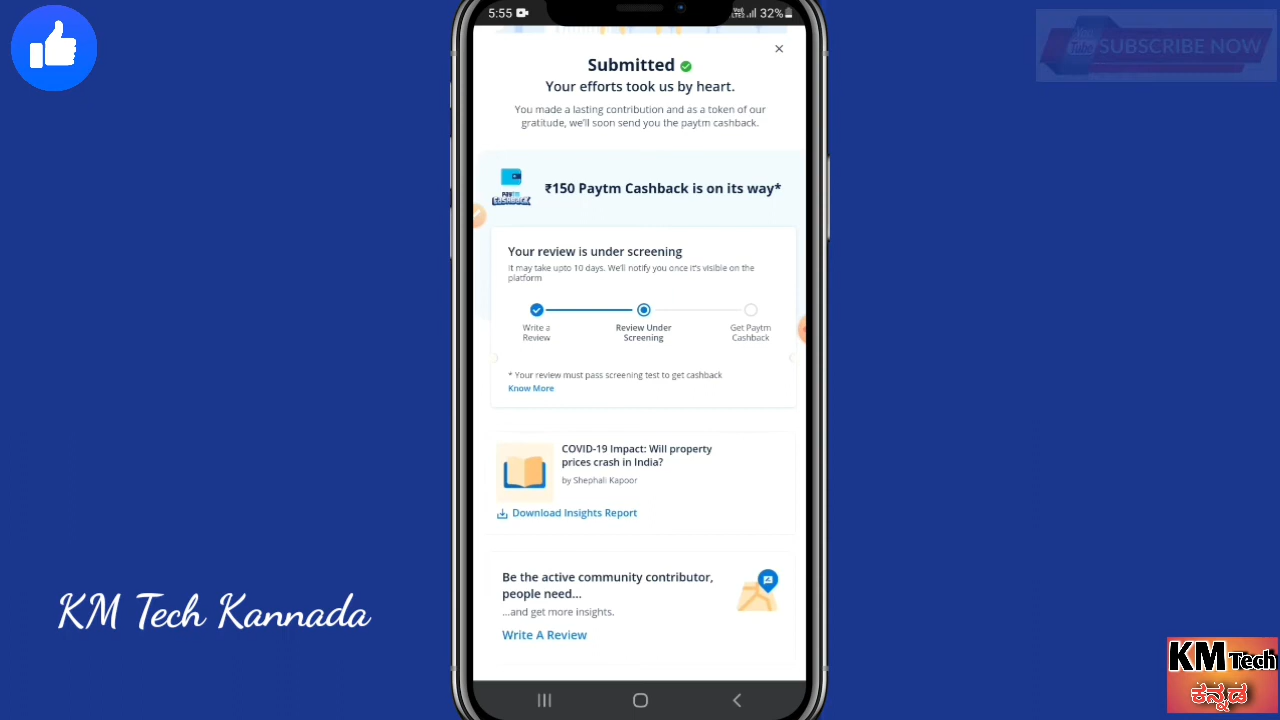 5:55
VoLTE2 32%
SUBSCRIBE NOW
Submitted
Your efforts took us by heart.
You made a lasting contribution and as a token of our
gratitude, we'll soon send you the paytm cashback.
Paytm
CASHBACK
₹150 Paytm Cashback is on its way*
Your review is under screening
It may take upto 10 days. We'll notify you once it's visible on the
platform
Write a
Review
Review Under
Screening
Get Paytm
Cashback
* Your review must pass screening test to get cashback
Know More
COVID-19 Impact: Will property
prices crash in India?
by Shephali Kapoor
Download Insights Report
Be the active community contributor,
people need...
...and get more insights.
Write A Review
KM Tech Kannada
KM Tech
ಕನ್ನಡ